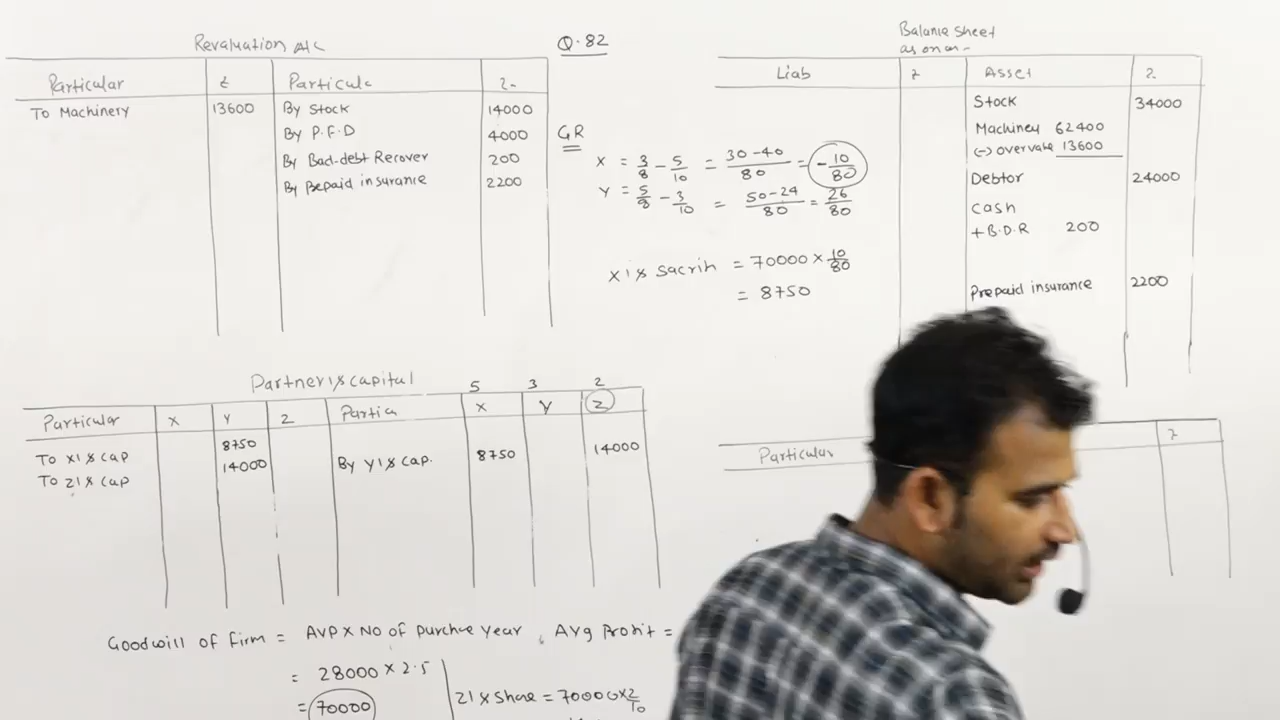 Revaluation A/c
Q.82
Particular ₹ Particule ₹
To Machinery 13600 By Stock 14000
By P.F.D 4000
By Bad-debt Recover 200
By Prepaid insurance 2200
GR
X = 3/8 - 5/10 = 30-40/80 = -10/80
Y = 5/8 - 3/10 = 50-24/80 = 26/80
X's Sacrifi = 70000 × 10/80
= 8750
Balance Sheet
as on
Liab ₹ Asset ₹
Stock 34000
Machiney 62400
(-) overvale 13600
Debtor 24000
cash
+ B.D.R 200
Prepaid insurance 2200
Partner's capital
5 3 2
Particular X Y Z Partic X Y Z
To X's cap 8750 By Y's cap. 8750 14000
To Z's cap 14000
Particular ₹
Goodwill of firm = AVP × NO of purchase year, Avg Profit =
= 28000 × 2.5
= 70000
Z's share = 70000 × 2/10